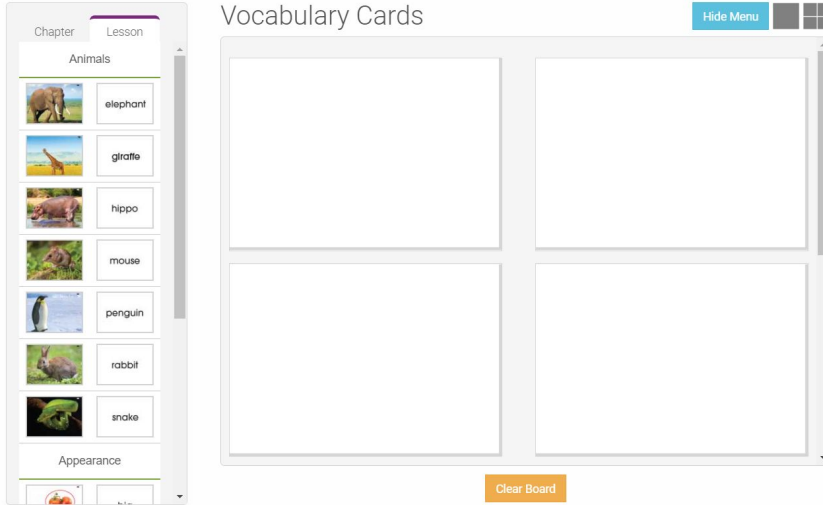 Vocabulary Cards
Hide Menu
Chapter
Lesson
Animals
elephant
giraffe
hippo
mouse
penguin
rabbit
snake
Appearance
Clear Board